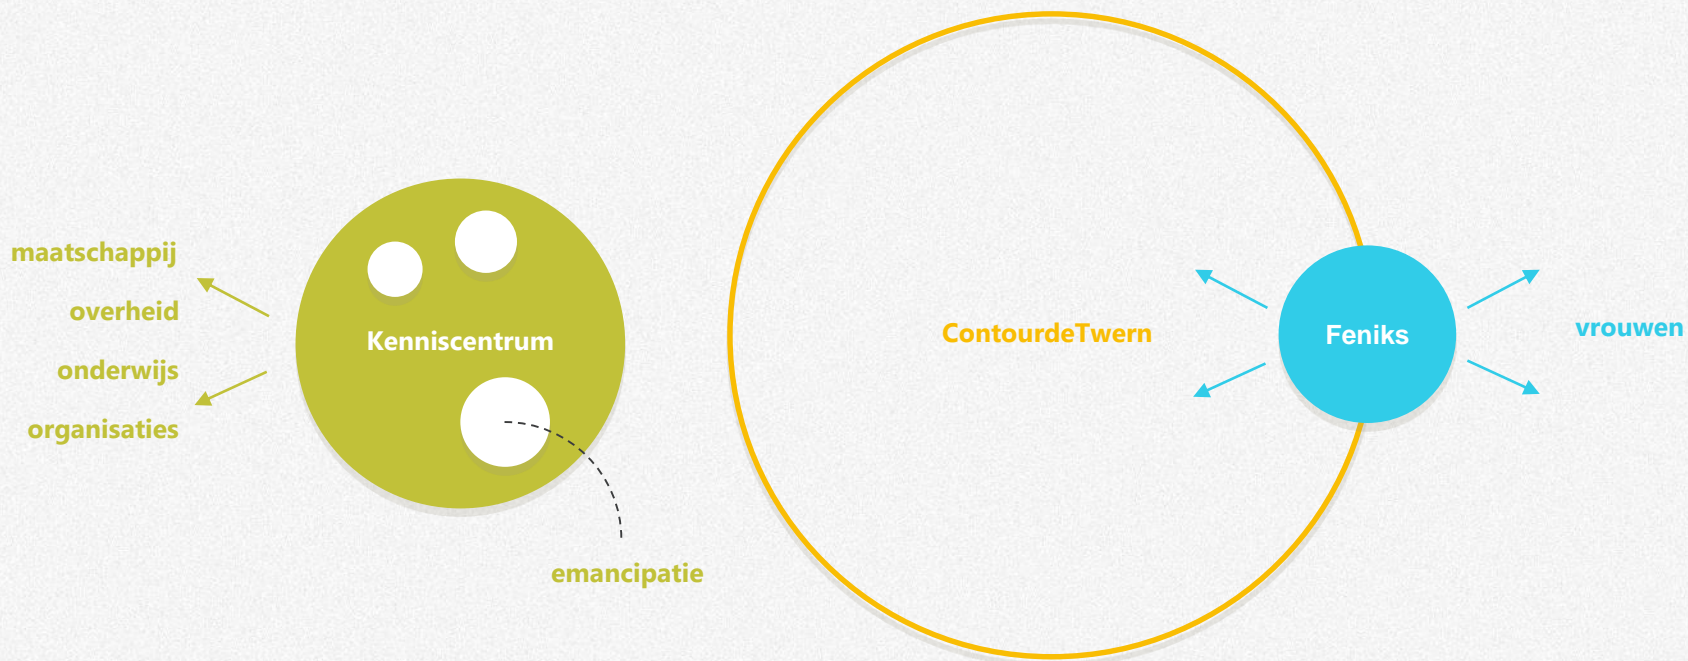 maatschappij
overheid
onderwijs
organisaties
Kenniscentrum
emancipatie
ContourdeTwern
Feniks
vrouwen